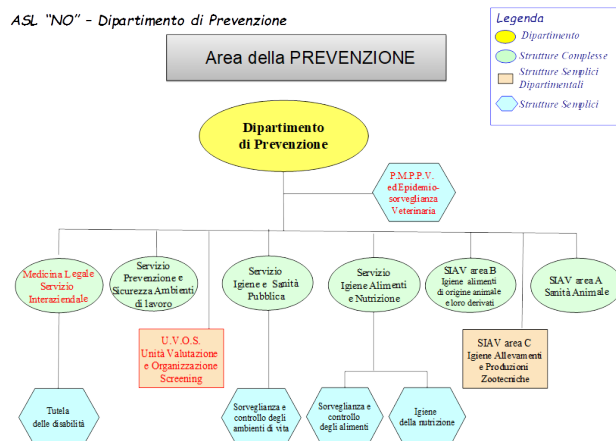 ASL "NO" - Dipartimento di Prevenzione
Legenda
Dipartimento
Strutture Complesse
Strutture Semplici
Dipartimentali
Strutture Semplici
Area della PREVENZIONE
Dipartimento
di Prevenzione
P.M.P.P.V.
ed Epidemio-
sorveglianza
Veterinaria
Medicina Legale
Servizio
Interaziendale
Servizio
Prevenzione e
Sicurezza Ambienti
di lavoro
Servizio
Igiene e Sanità
Pubblica
Servizio
Igiene Alimenti
e Nutrizione
SIAV area B
Igiene alimenti
di origine animale
e loro derivati
SIAV area A
Sanità Animale
U.V.O.S.
Unità Valutazione
e Organizzazione
Screening
SIAV area C
Igiene Allevamenti
e Produzioni
Zootecniche
Tutela
delle disabilità
Sorveglianza e
controllo degli
ambienti di vita
Sorveglianza e
controllo
degli alimenti
Igiene
della nutrizione